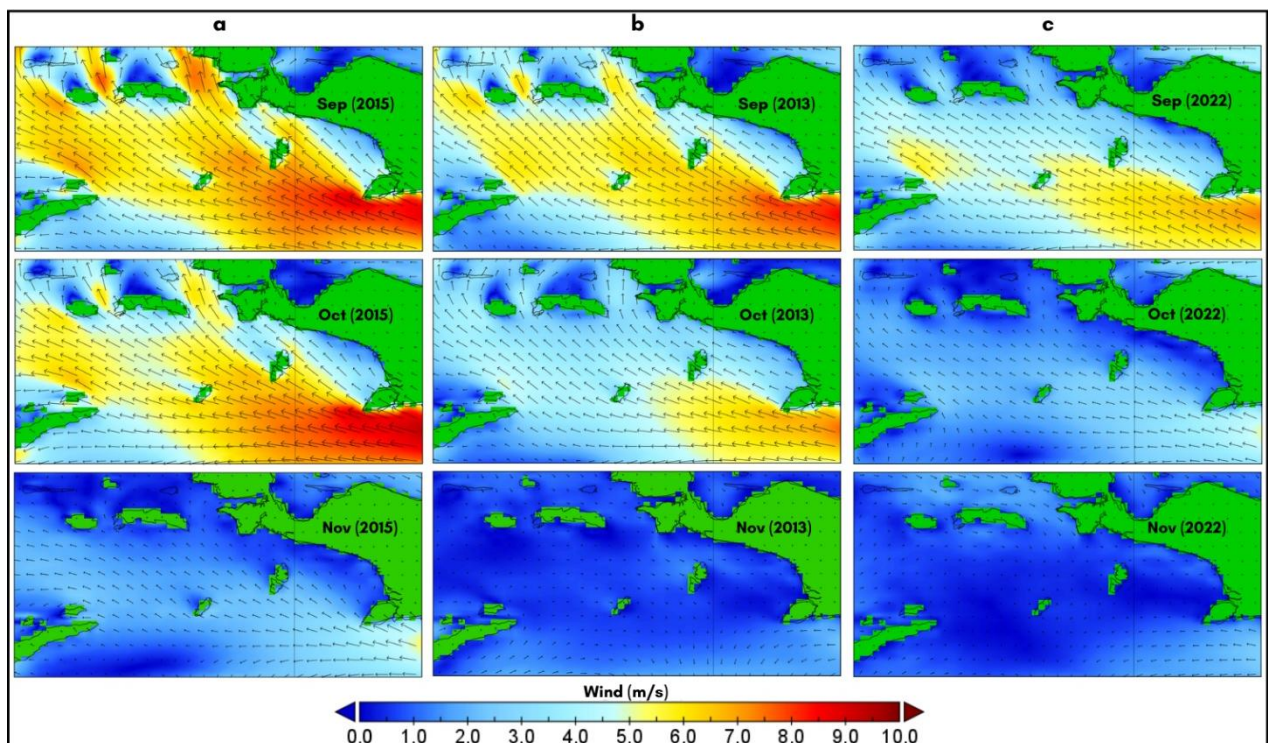 a
b
c
Sep (2015)
Sep (2013)
Sep (2022)
Oct (2015)
Oct (2013)
Oct (2022)
Nov (2015)
Nov (2013)
Nov (2022)
Wind (m/s)
0.0 1.0 2.0 3.0 4.0 5.0 6.0 7.0 8.0 9.0 10.0